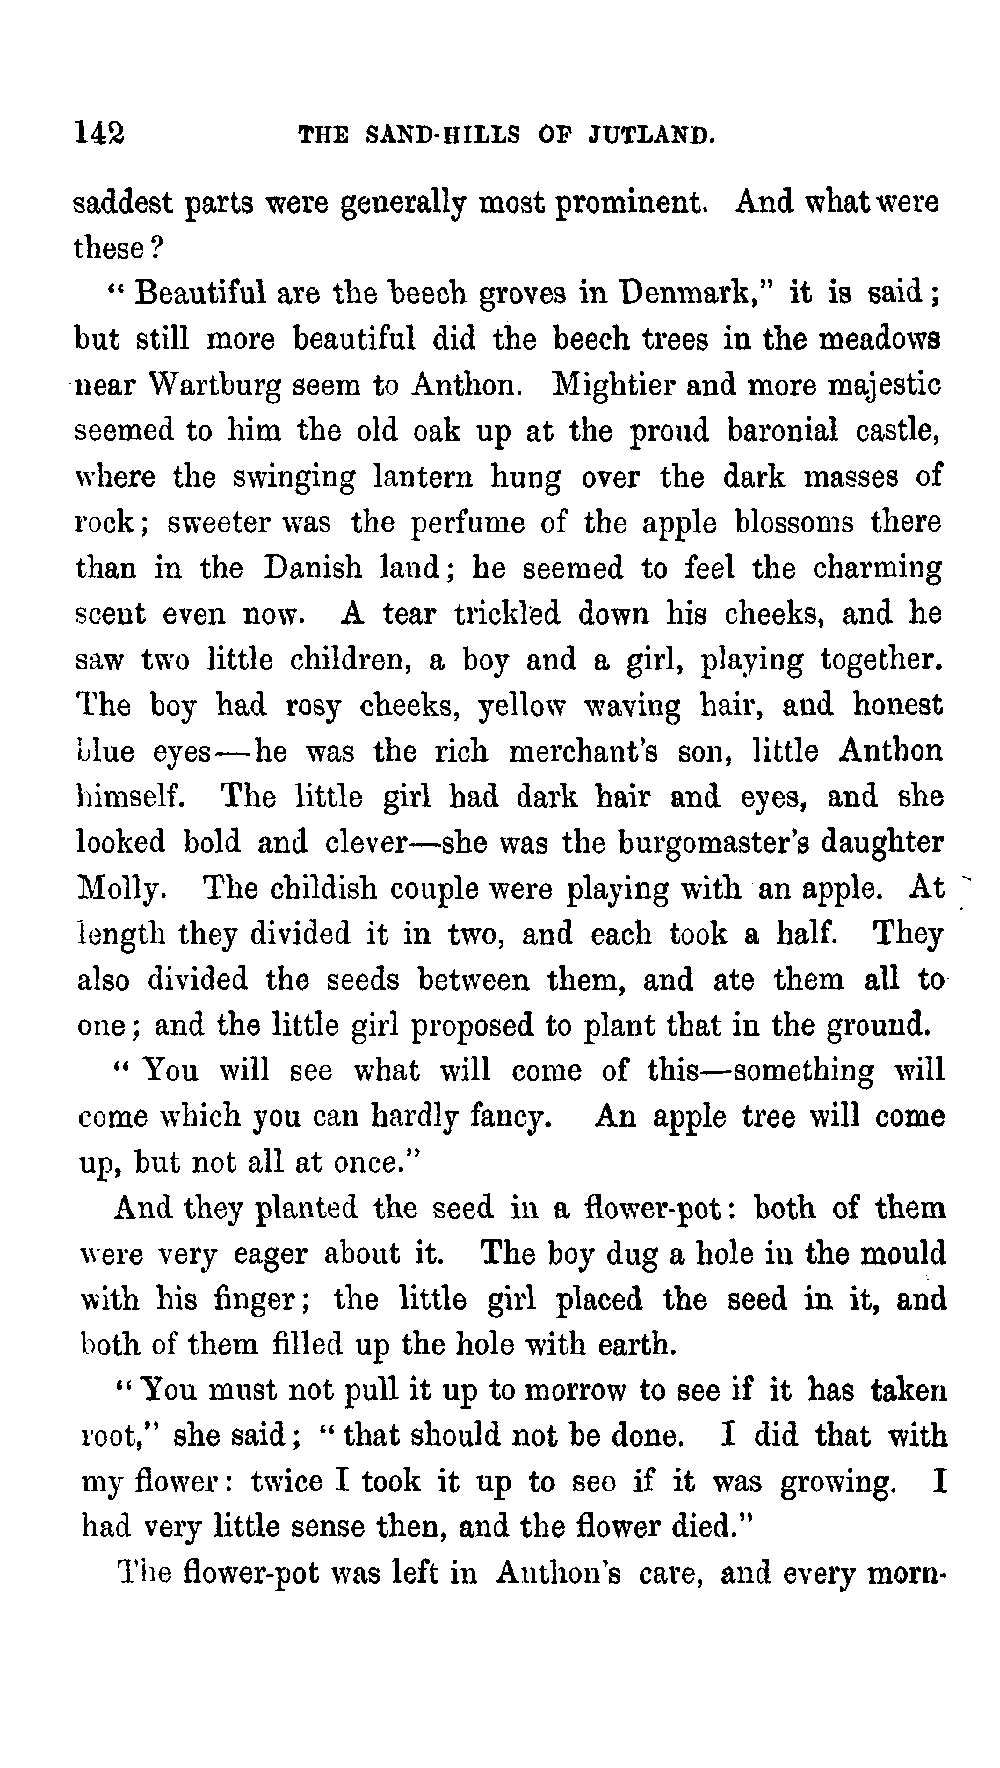 142 THE SAND-HILLS OF JUTLAND.
saddest parts were generally most prominent. And what were
these?
" Beautiful are the beech groves in Denmark," it is said;
but still more beautiful did the beech trees in the meadows
near Wartburg seem to Anthon. Mightier and more majestic
seemed to him the old oak up at the proud baronial castle,
where the swinging lantern hung over the dark masses of
rock; sweeter was the perfume of the apple blossoms there
than in the Danish land; he seemed to feel the charming
scent even now. A tear trickled down his cheeks, and he
saw two little children, a boy and a girl, playing together.
The boy had rosy cheeks, yellow waving hair, and honest
blue eyes—he was the rich merchant's son, little Anthon
himself. The little girl had dark hair and eyes, and she
looked bold and clever—she was the burgomaster's daughter
Molly. The childish couple were playing with an apple. At
length they divided it in two, and each took a half. They
also divided the seeds between them, and ate them all to
one; and the little girl proposed to plant that in the ground.
" You will see what will come of this—something will
come which you can hardly fancy. An apple tree will come
up, but not all at once."
And they planted the seed in a flower-pot: both of them
were very eager about it. The boy dug a hole in the mould
with his finger; the little girl placed the seed in it, and
both of them filled up the hole with earth.
" You must not pull it up to morrow to see if it has taken
root," she said; " that should not be done. I did that with
my flower: twice I took it up to see if it was growing. I
had very little sense then, and the flower died."
The flower-pot was left in Anthon's care, and every morn-